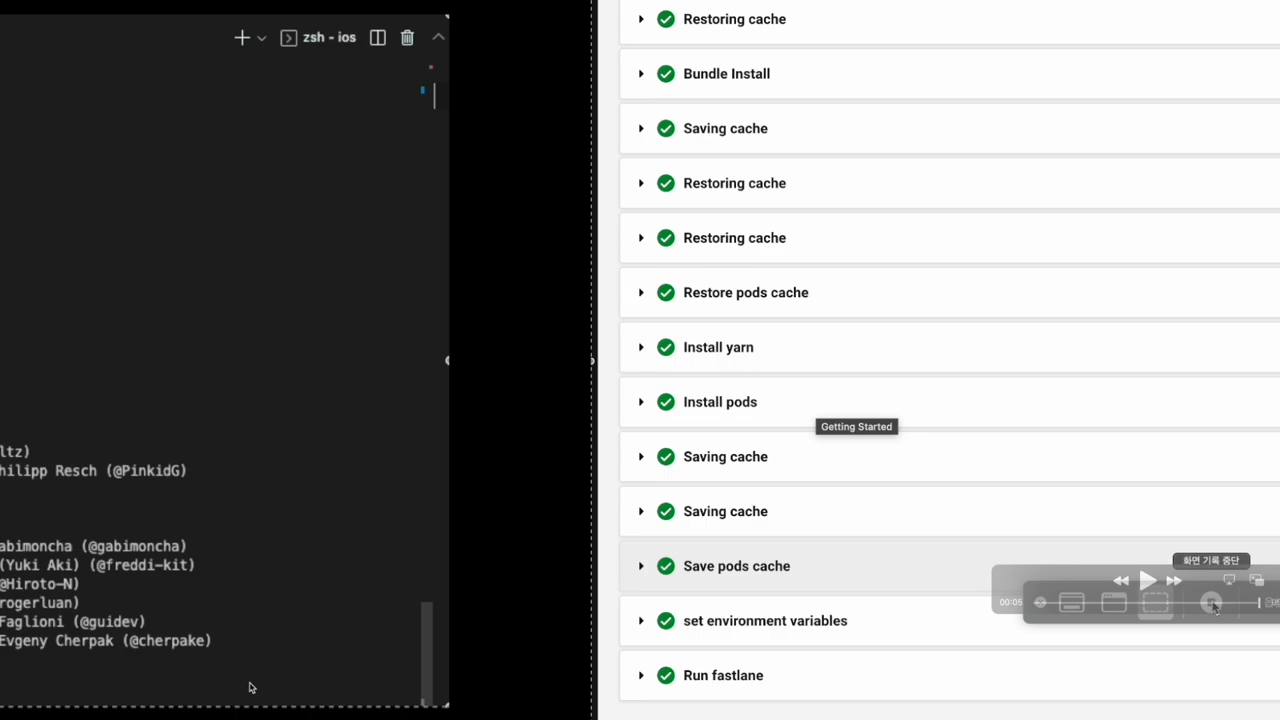 zsh - ios
ltz)
hilipp Resch (@PinkidG)
abimoncha (@gabimoncha)
(Yuki Aki) (@freddi-kit)
@Hiroto-N)
rogerluan)
Faglioni (@guidev)
Evgeny Cherpak (@cherpake)
Restoring cache
Bundle Install
Saving cache
Restoring cache
Restoring cache
Restore pods cache
Install yarn
Install pods
Getting Started
Saving cache
Saving cache
Save pods cache
화면 기록 중단
00:05
set environment variables
Run fastlane